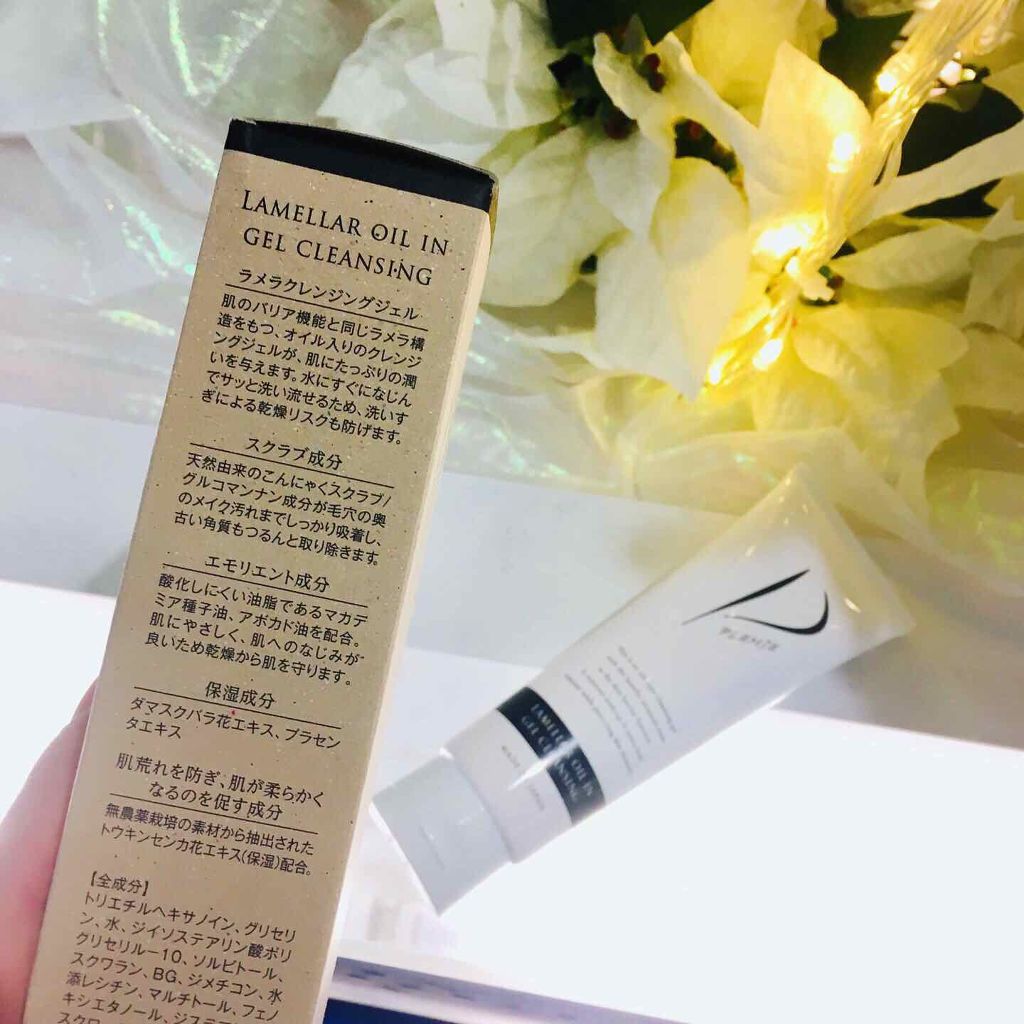 LAMELLAR OIL IN
GEL CLEANSING
ラメラクレンジングジェル
肌のバリア機能と同じラメラ構
造をもつ、オイル入りのクレンジ
ングジェルが、肌にたっぷりの潤
いを与えます。水にすぐになじん
でサッと洗い流せるため、洗いす
ぎによる乾燥リスクも防げます。
スクラブ成分
天然由来のこんにゃくスクラブ/
グルコマンナン成分が毛穴の奥
のメイク汚れまでしっかり吸着し、
古い角質もつるんと取り除きます。
エモリエント成分
酸化しにくい油脂であるマカデ
ミア種子油、アボカド油を配合。
肌にやさしく、肌へのなじみが
良いため乾燥から肌を守ります。
保湿成分
ダマスクバラ花エキス、プラセン
タエキス
肌荒れを防ぎ、肌が柔らかく
なるのを促す成分
無農薬栽培の素材から抽出された
トウキンセンカ花エキス(保湿)配合。
【全成分】
トリエチルヘキサノイン、グリセリ
ン、水、ジイソステアリン酸ポリ
グリセリル－10、ソルビトール、
スクワラン、BG、ジメチコン、水
添レシチン、マルチトール、フェノ
キシエタノール、ジステア
LAMELLAR OIL IN
GEL CLEANSING